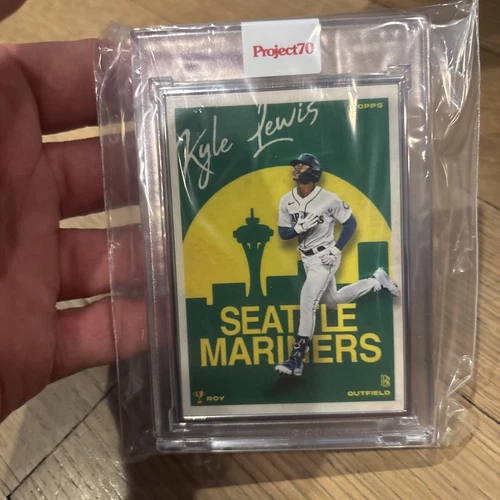 Project70
Kyle Lewis
TOPPS
SEATTLE
MARINERS
ROY
OUTFIELD